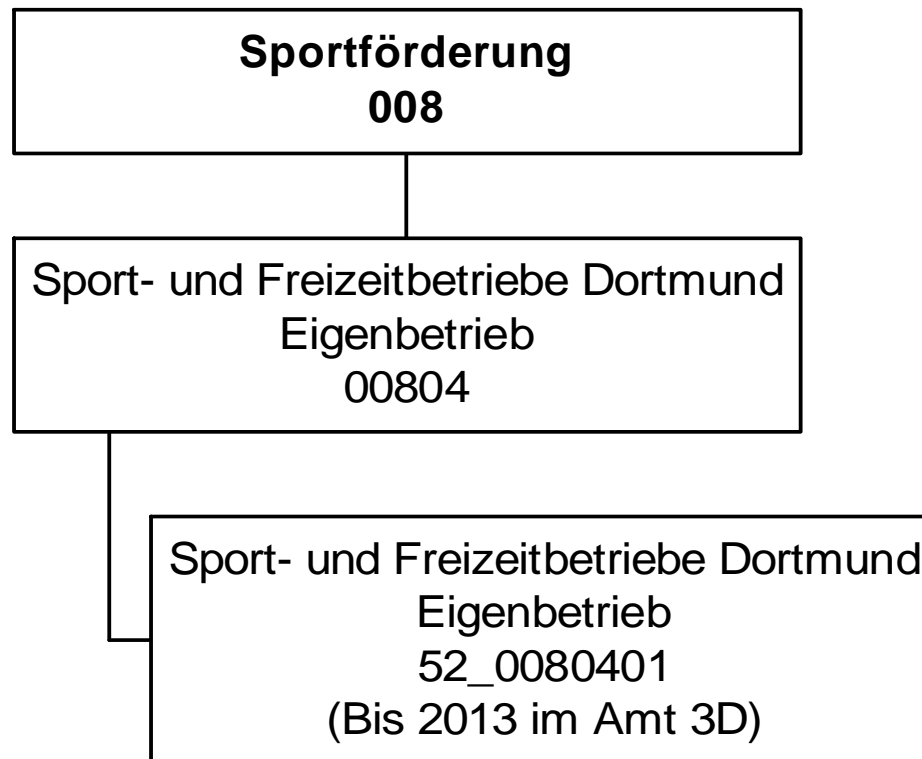 Sportförderung
008
Sport- und Freizeitbetriebe Dortmund
Eigenbetrieb
00804
Sport- und Freizeitbetriebe Dortmund
Eigenbetrieb
52_0080401
(Bis 2013 im Amt 3D)